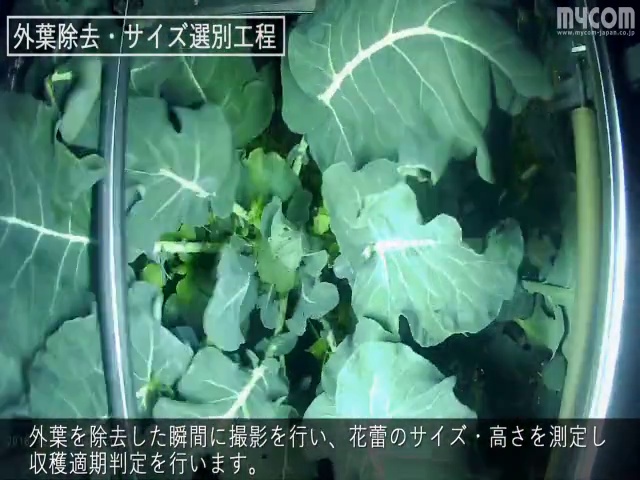 外葉除去・サイズ選別工程
mycom
www.mycom-japan.co.jp
外葉を除去した瞬間に撮影を行い、花蕾のサイズ・高さを測定し
収穫適期判定を行います。